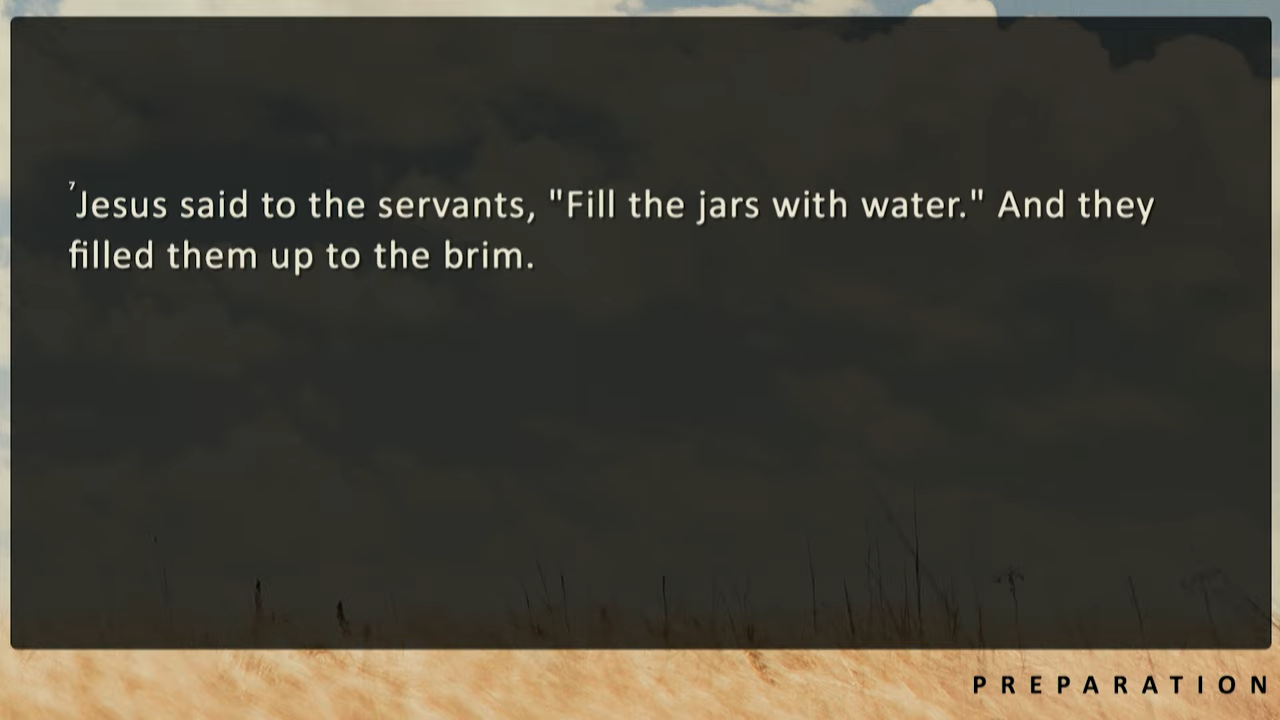 ⁷Jesus said to the servants, "Fill the jars with water." And they
filled them up to the brim.
PREPARATION